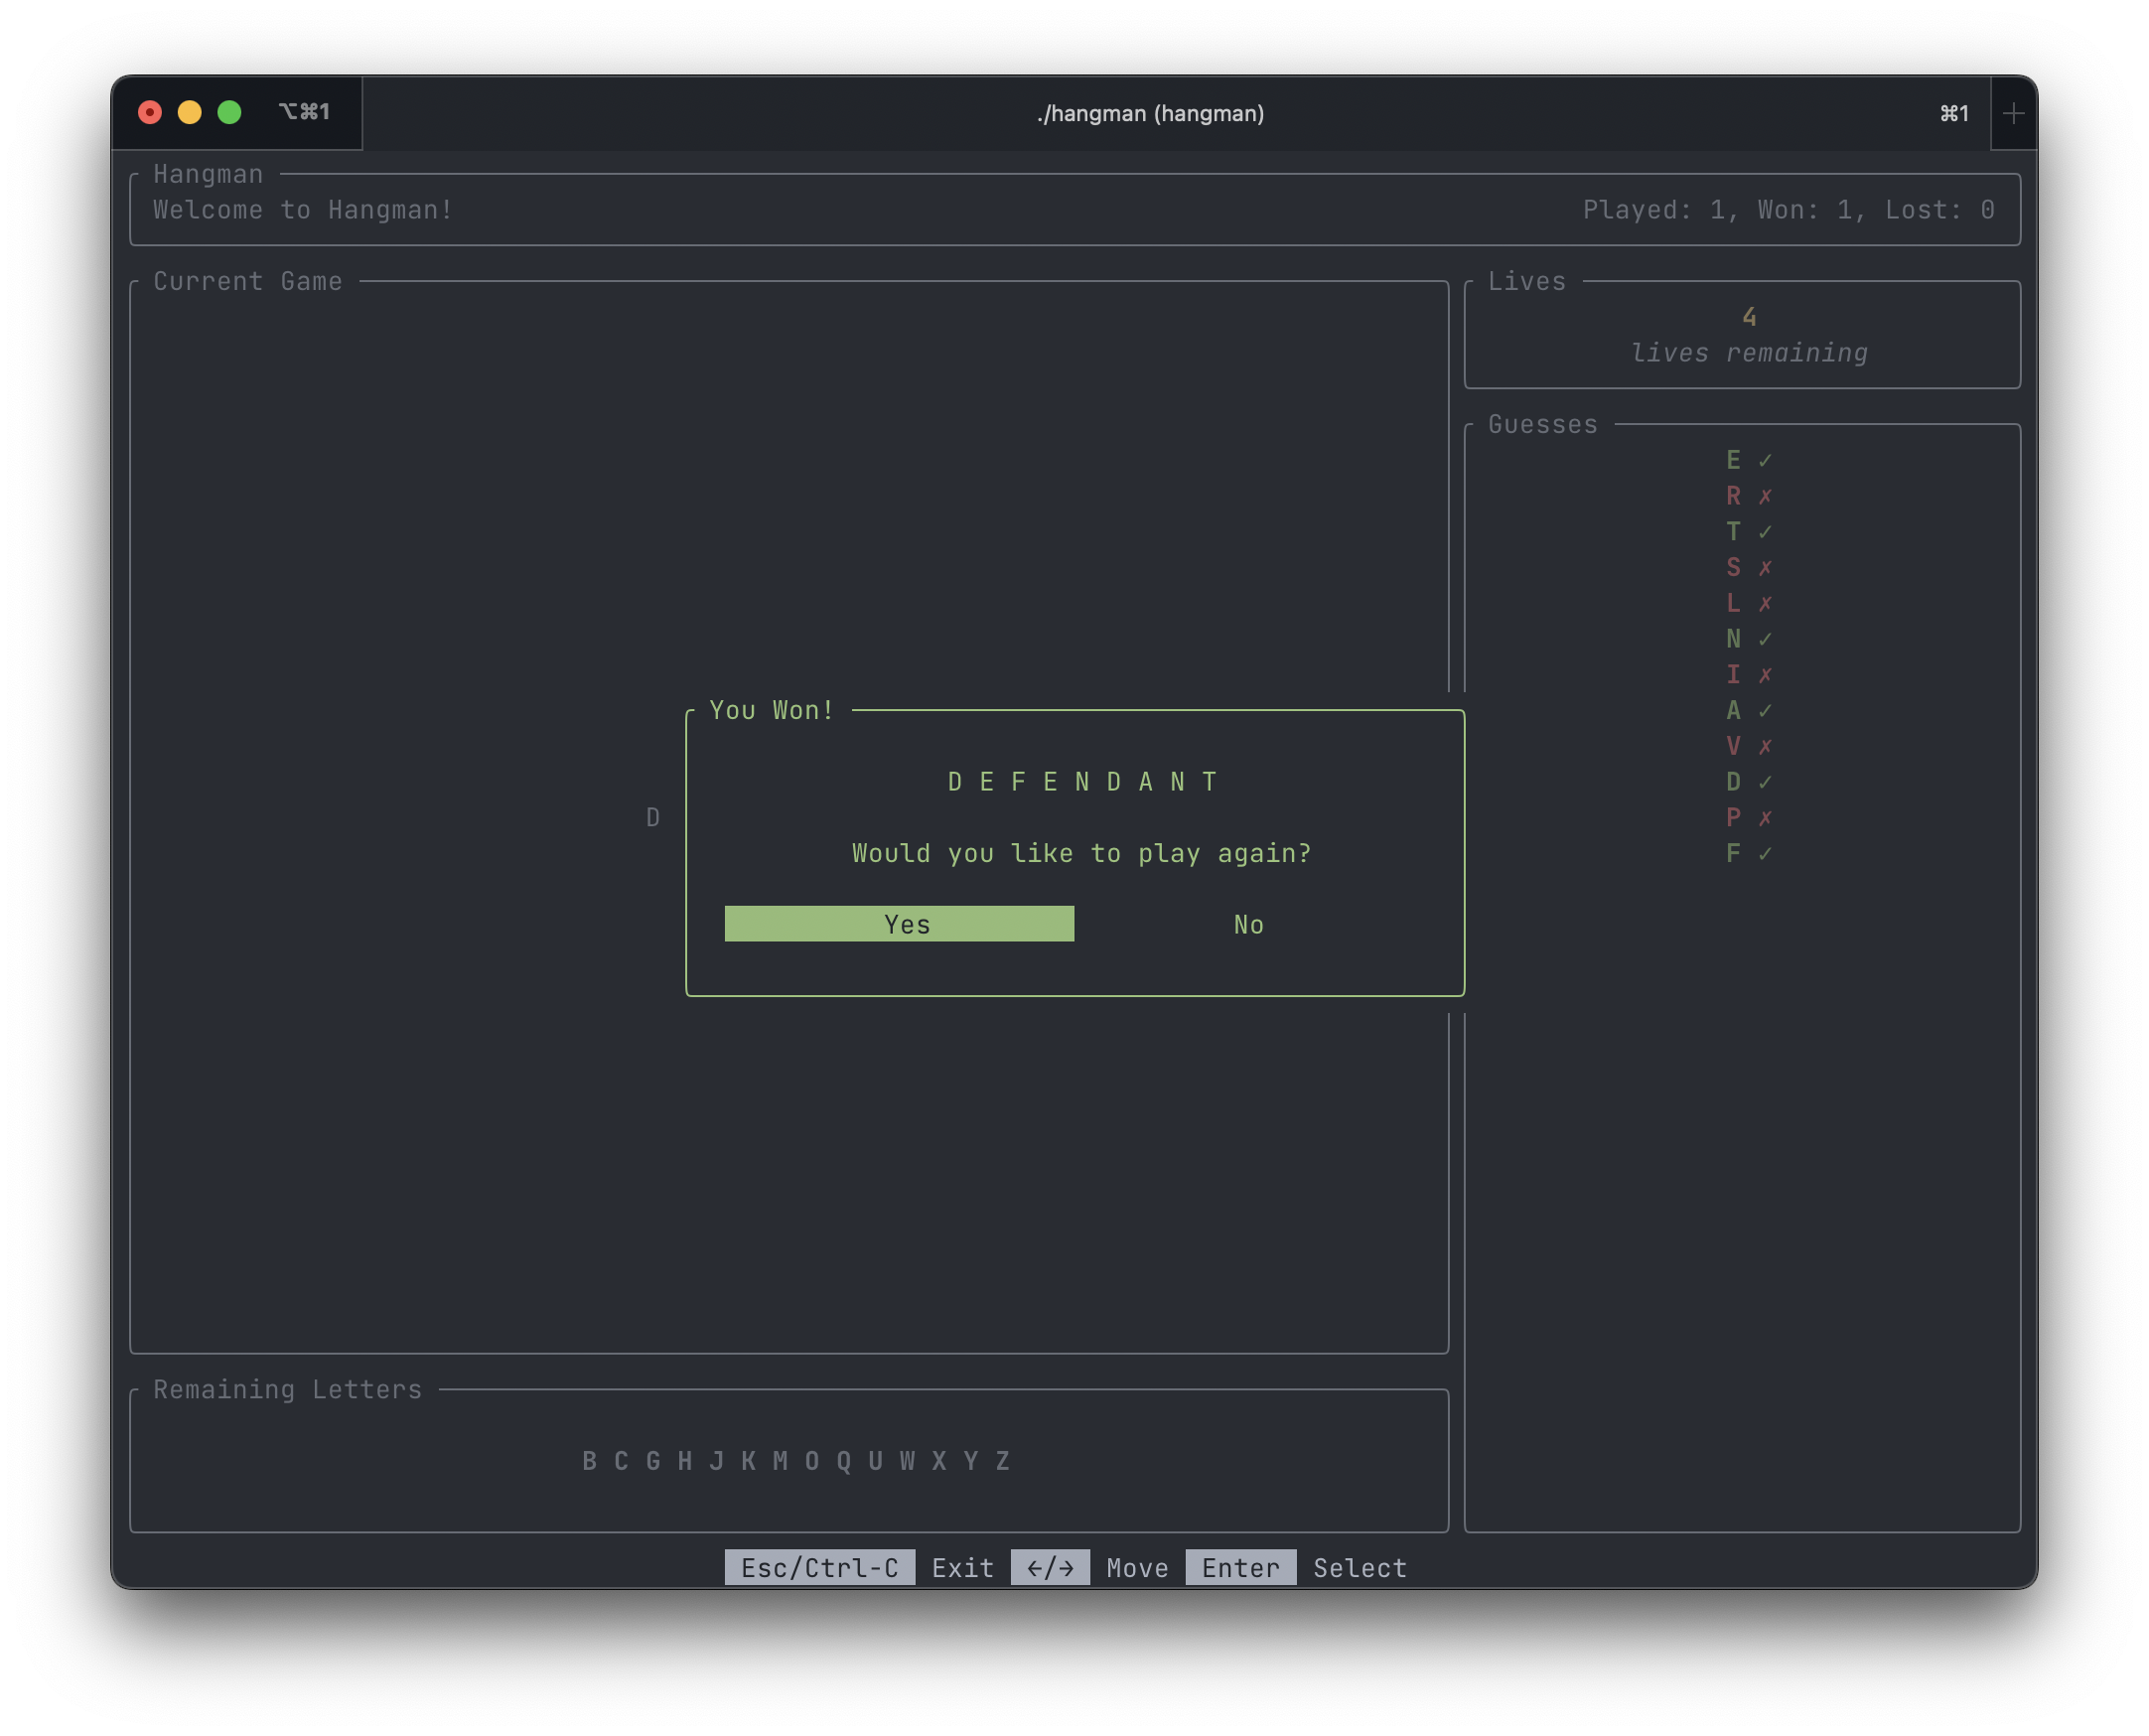 ⌥⌘1 ./hangman (hangman) ⌘1 +
Hangman
Welcome to Hangman! Played: 1, Won: 1, Lost: 0
Current Game
Lives
4
lives remaining
Guesses
E ✓
R ✗
T ✓
S ✗
L ✗
N ✓
I ✗
A ✓
V ✗
D ✓
P ✗
F ✓
You Won!
D E F E N D A N T
D
Would you like to play again?
Yes No
Remaining Letters
B C G H J K M O Q U W X Y Z
Esc/Ctrl-C Exit ←/→ Move Enter Select